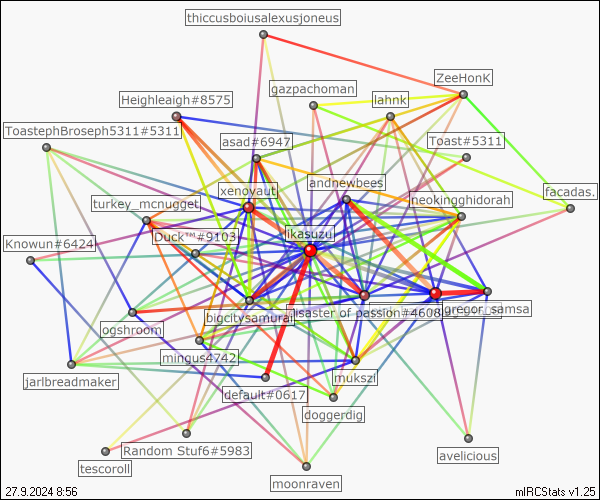 thiccusboiusalexusjoneus
ZeeHonK
gazpachoman
Heighleaigh#8575
lahnk
ToastephBroseph5311#5311
asad#6947
Toast#5311
xenovaut
andnewbees
facadas.
turkey_mcnugget
neokingghidorah
Knowun#6424
Duck™#9103
likasuzu
bigcitysamurai
disaster of passion#4608
gregor_samsa
ogshroom
mingus4742
mukszi
jarlbreadmaker
default#0617
doggerdig
Random Stuf6#5983
avelicious
tescoroll
moonraven
27.9.2024 8:56
mIRCStats v1.25